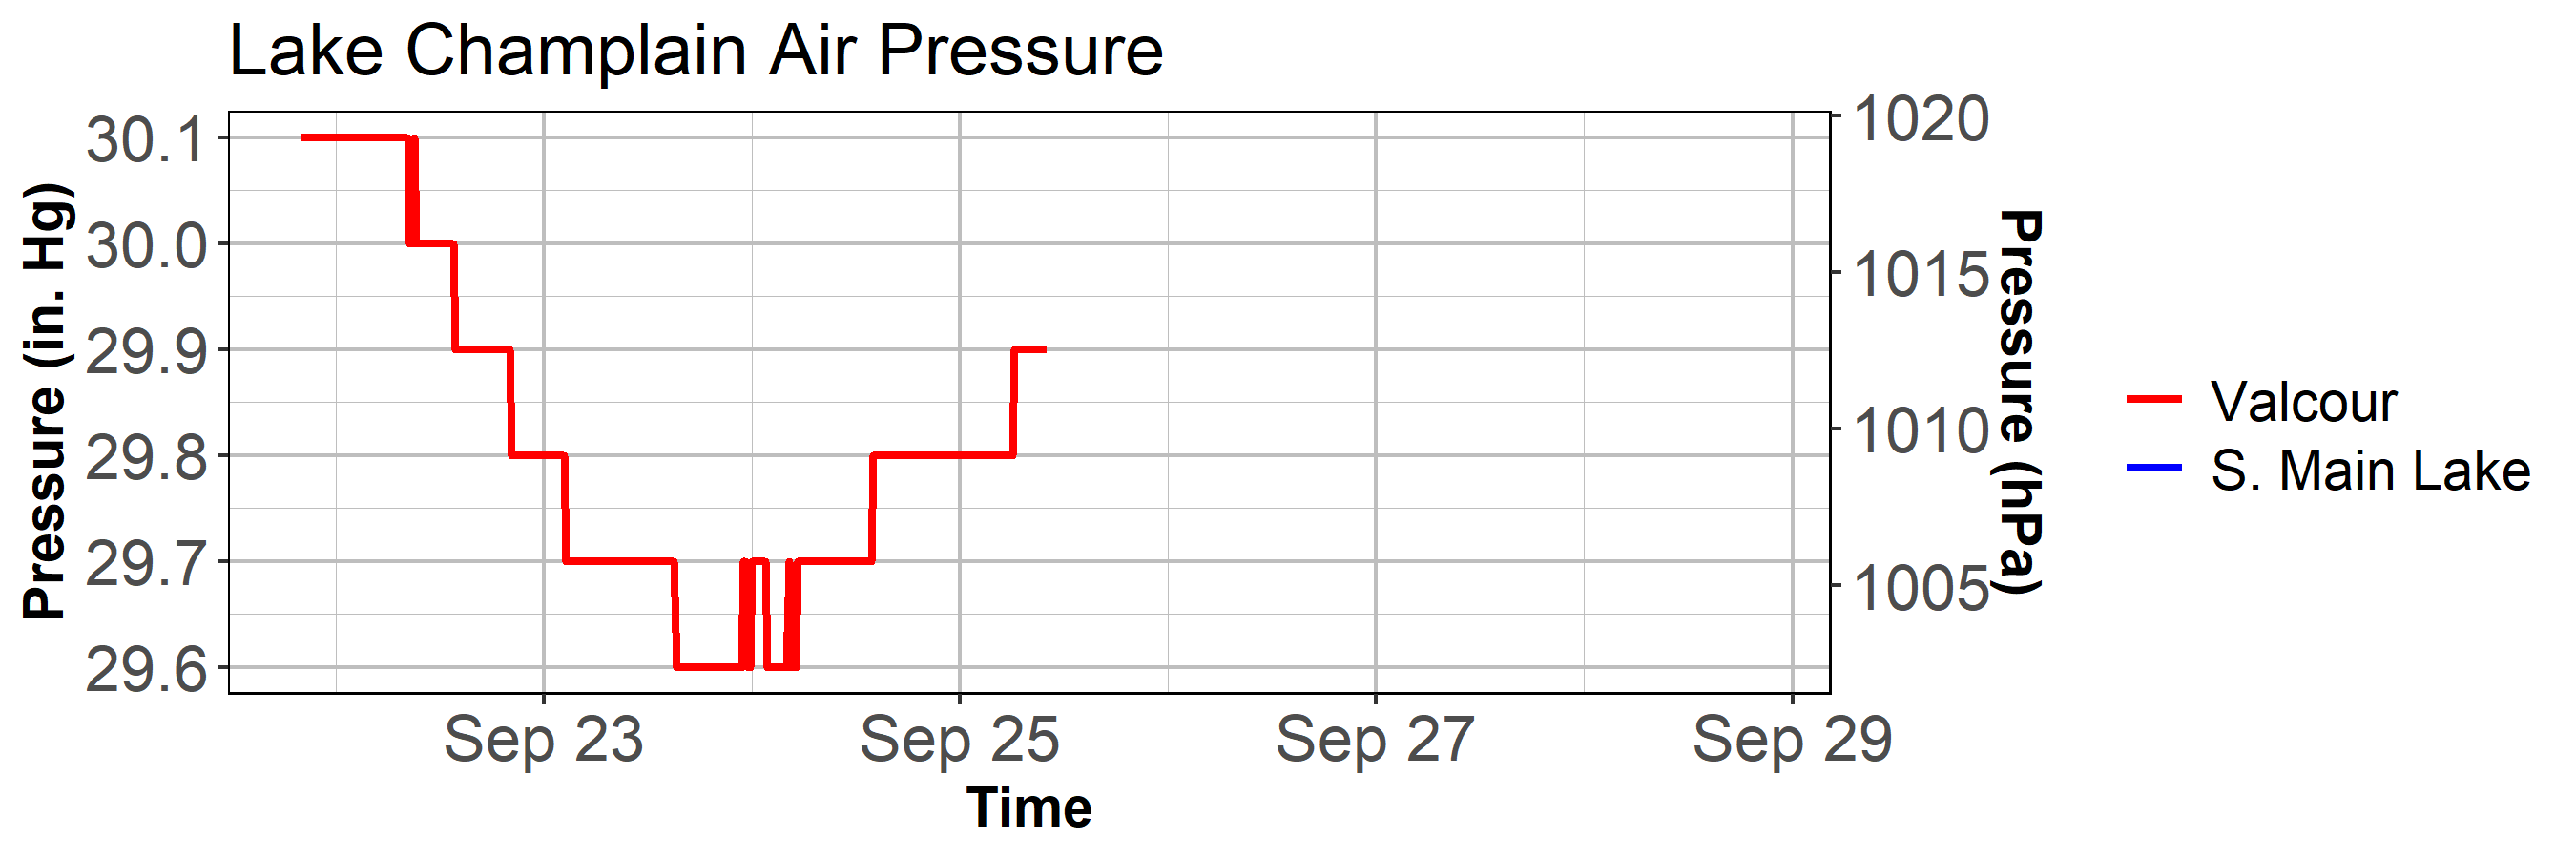 Lake Champlain Air Pressure
Pressure (in. Hg)
30.1
30.0
29.9
29.8
29.7
29.6
1020
1015
1010
1005
Pressure (hPa)
Sep 23 Sep 25 Sep 27 Sep 29
Time
Valcour
S. Main Lake